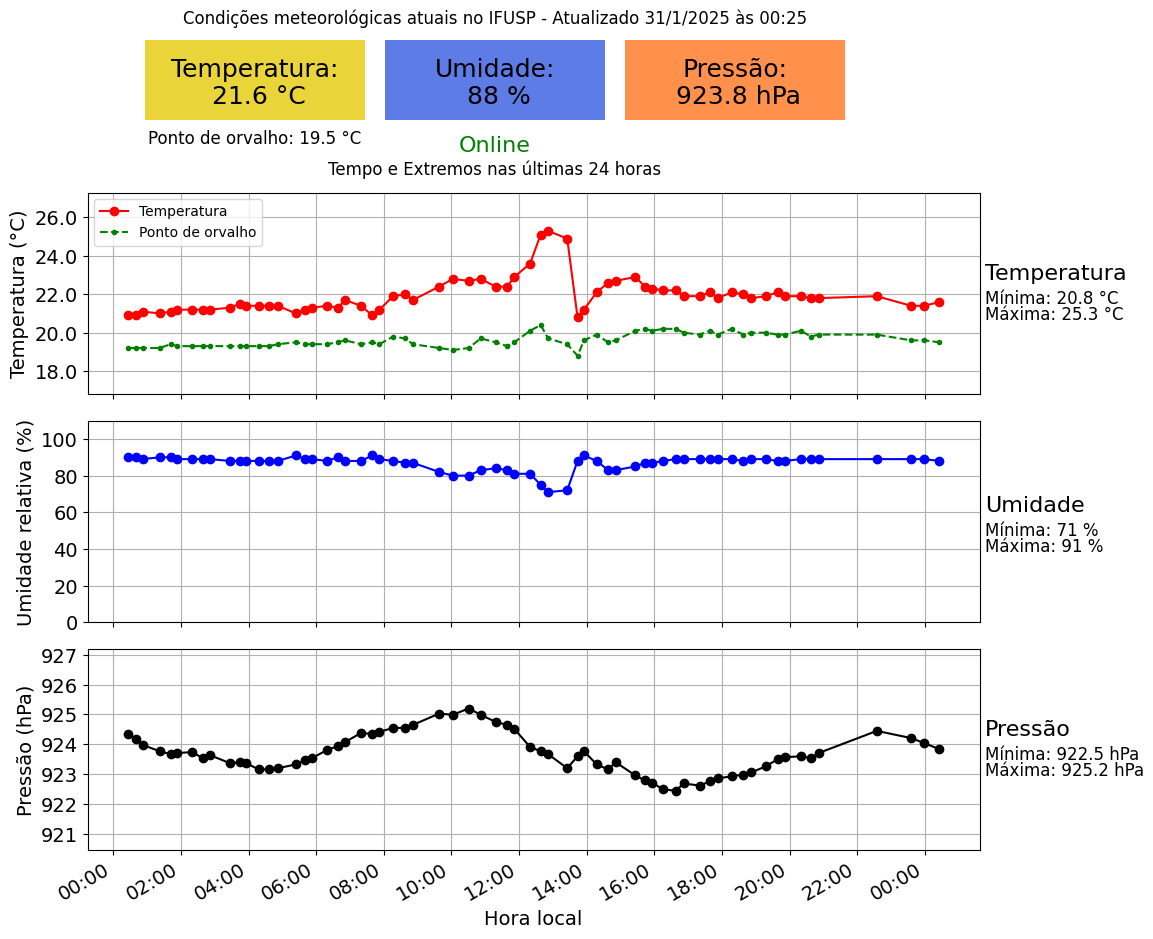 Condições meteorológicas atuais no IFUSP - Atualizado 31/1/2025 às 00:25
Temperatura:
21.6 °C
Umidade:
88 %
Pressão:
923.8 hPa
Ponto de orvalho: 19.5 °C
Online
Tempo e Extremos nas últimas 24 horas
Temperatura (°C)
26.0
24.0
22.0
20.0
18.0
Temperatura
Ponto de orvalho
Temperatura
Mínima: 20.8 °C
Máxima: 25.3 °C
Umidade relativa (%)
100
80
60
40
20
0
Umidade
Mínima: 71 %
Máxima: 91 %
Pressão (hPa)
927
926
925
924
923
922
921
Pressão
Mínima: 922.5 hPa
Máxima: 925.2 hPa
00:00
02:00
04:00
06:00
08:00
10:00
12:00
14:00
16:00
18:00
20:00
22:00
00:00
Hora local